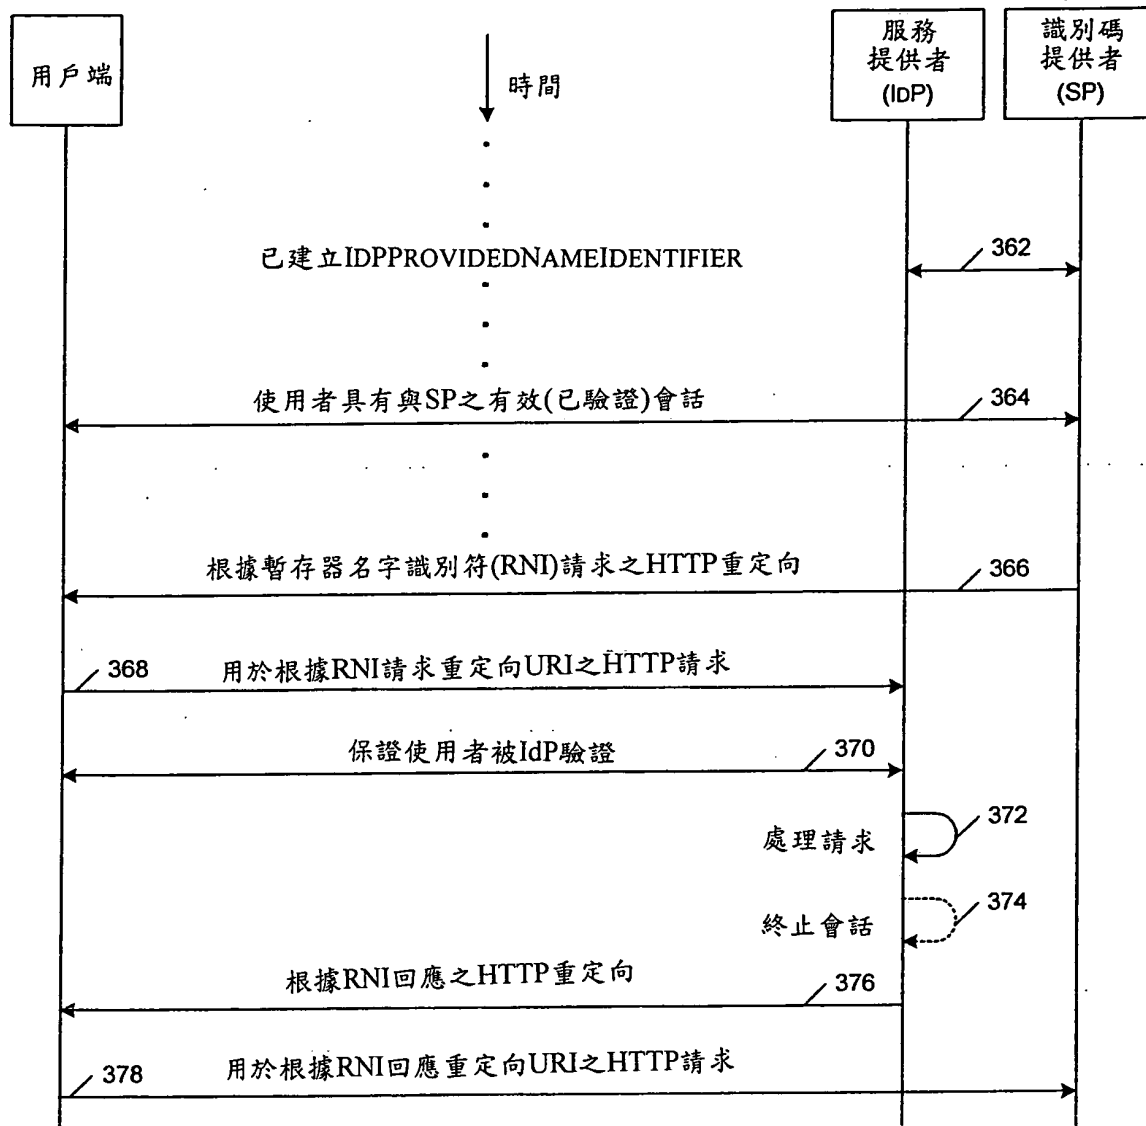 用戶端
時間
服務
提供者
(IDP)
識別碼
提供者
(SP)
已建立IDPPROVIDEDNAMEIDENTIFIER
362
使用者具有與SP之有效(已驗證)會話
364
根據暫存器名字識別符(RNI)請求之HTTP重定向
366
368
用於根據RNI請求重定向URI之HTTP請求
保證使用者被IdP驗證
370
處理請求
372
終止會話
374
根據RNI回應之HTTP重定向
376
378
用於根據RNI回應重定向URI之HTTP請求